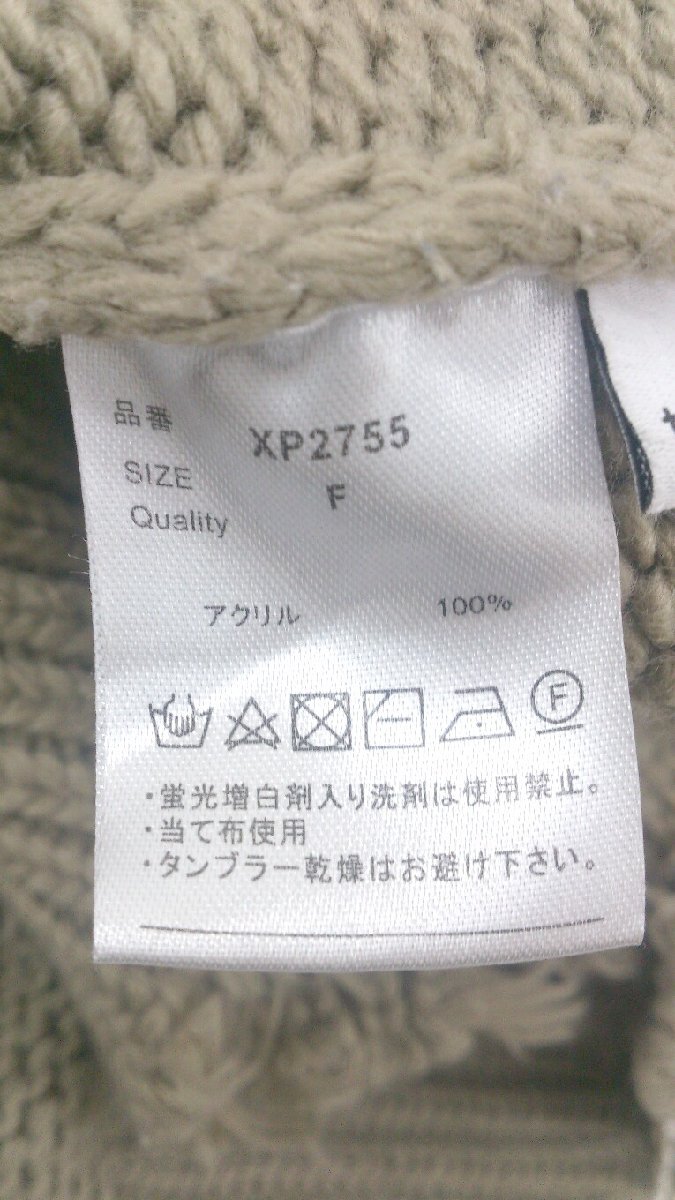 品番 XP2755
SIZE F
Quality
アクリル 100%
F
・蛍光増白剤入り洗剤は使用禁止。
・当て布使用
・タンブラー乾燥はお避け下さい。